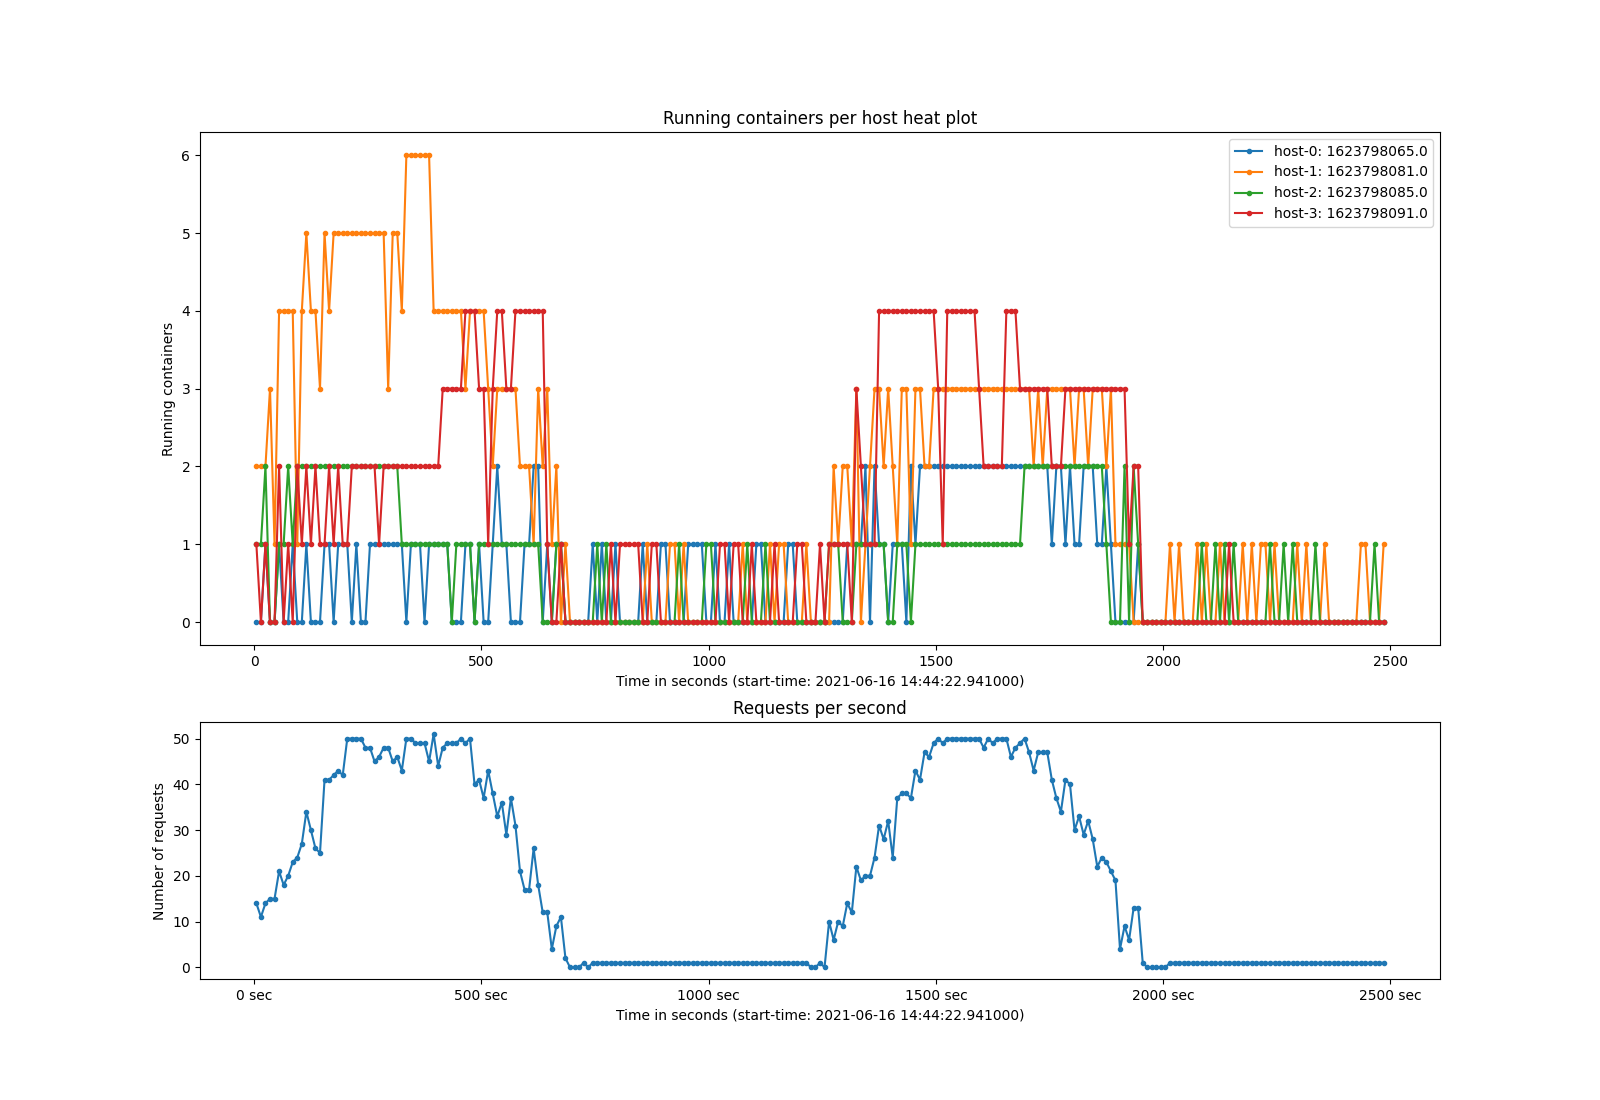 Running containers per host heat plot
6
5
4
3
2
1
0
Running containers
host-0: 1623798065.0
host-1: 1623798081.0
host-2: 1623798085.0
host-3: 1623798091.0
0 500 1000 1500 2000 2500
Time in seconds (start-time: 2021-06-16 14:44:22.941000)
Requests per second
50
40
30
20
10
0
Number of requests
0 sec 500 sec 1000 sec 1500 sec 2000 sec 2500 sec
Time in seconds (start-time: 2021-06-16 14:44:22.941000)